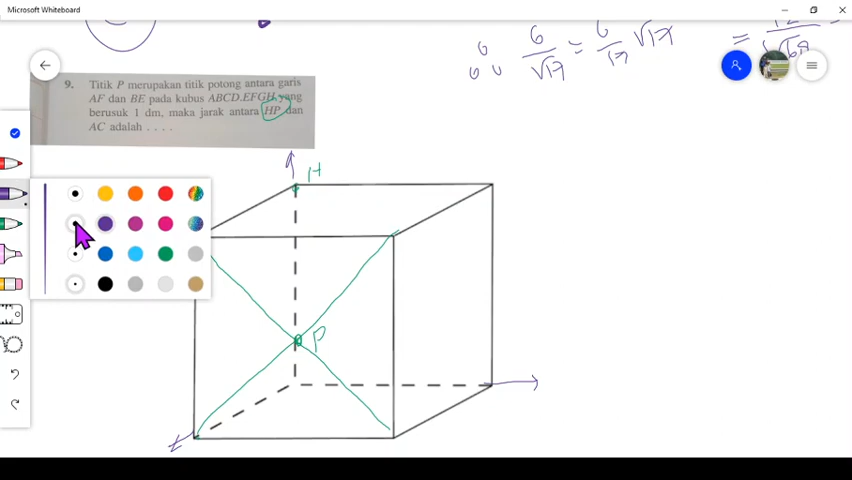 Microsoft Whiteboard
6/√17 = 6/17 √17
=
9. Titik P merupakan titik potong antara garis
AF dan BE pada kubus ABCD.EFGH yang
berusuk 1 dm, maka jarak antara HP dan
AC adalah . . . .
H
P